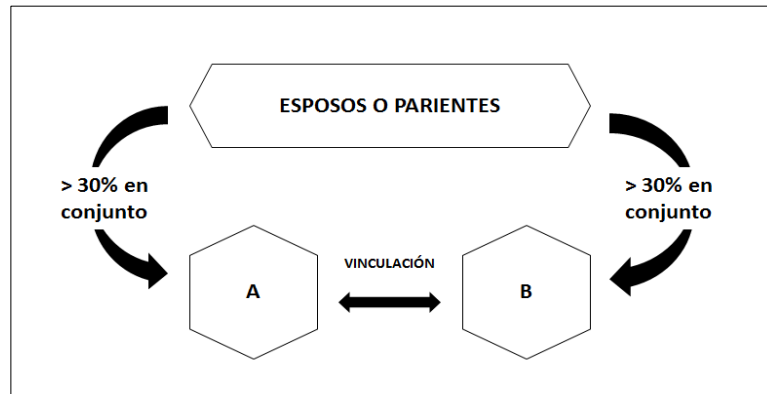 ESPOSOS O PARIENTES
> 30% en
conjunto
> 30% en
conjunto
VINCULACIÓN
A
B